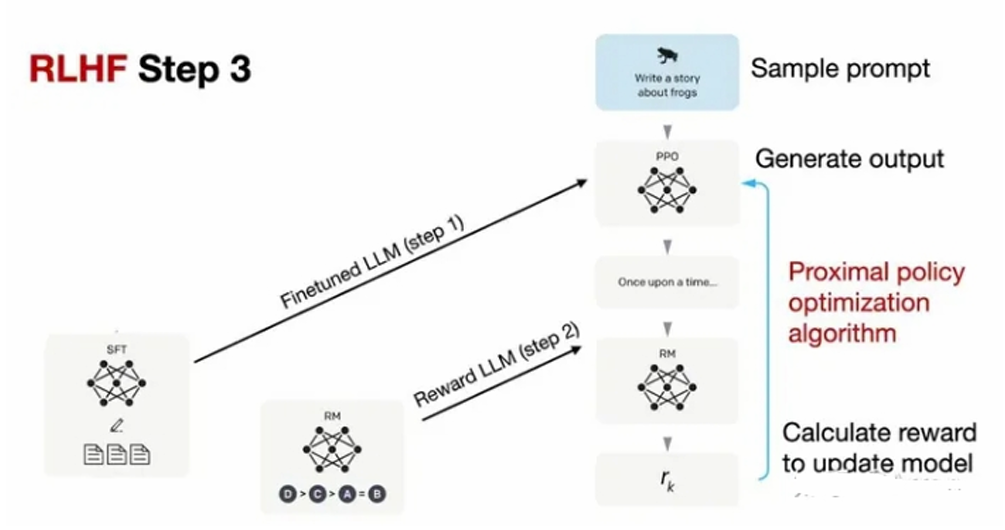 RLHF Step 3
Write a story
about frogs
Sample prompt
PPO
Generate output
Finetuned LLM (step 1)
Once upon a time...
Proximal policy
optimization
algorithm
SFT
Reward LLM (step 2)
RM
RM
D > C > A = B
Calculate reward
to update model
rk